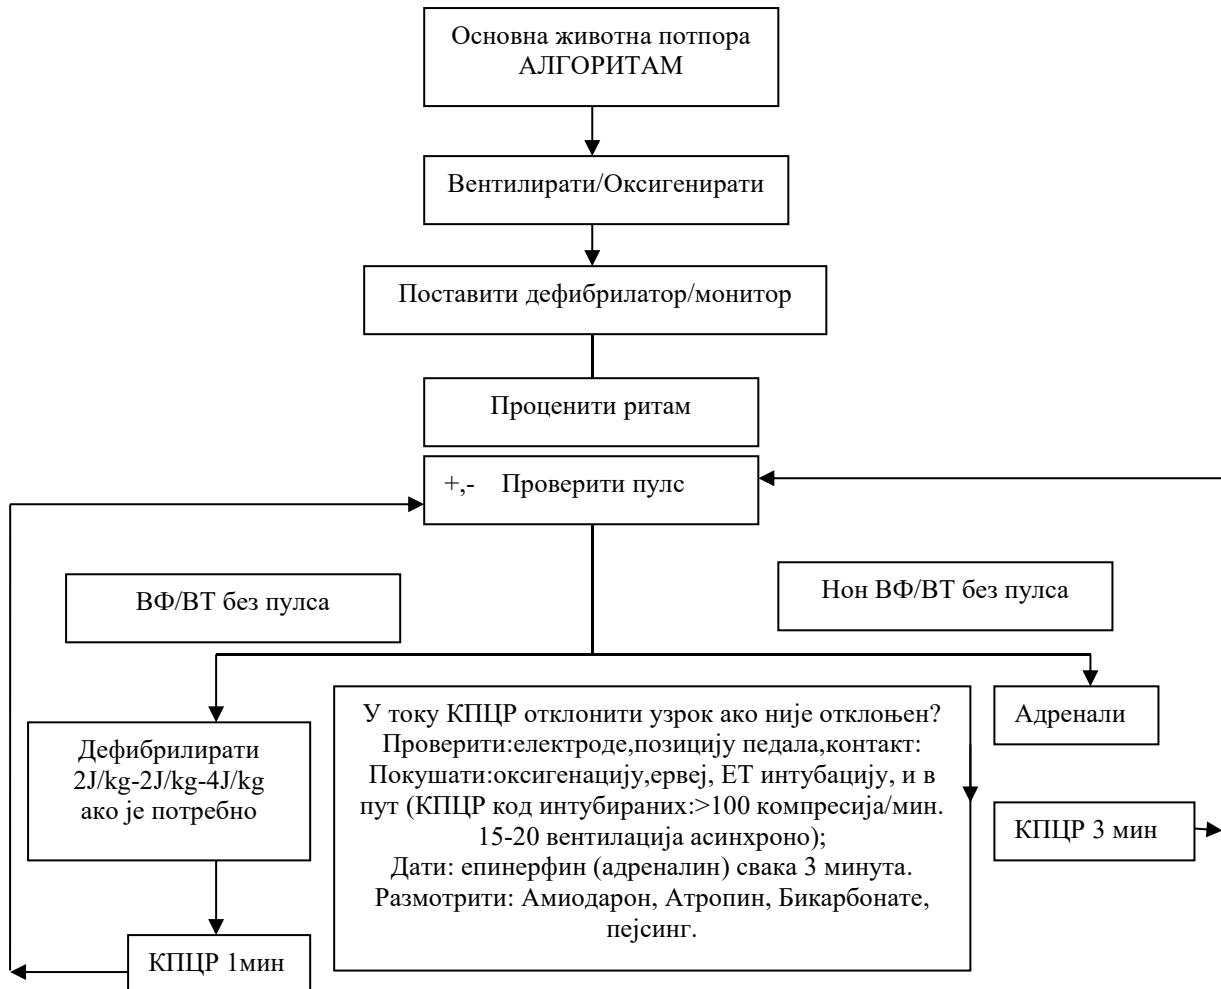 Основна животна потпора
АЛГОРИТАМ
Вентилирати/Оксигенирати
Поставити дефибрилатор/монитор
Проценити ритам
+,- Проверити пулс
ВФ/ВТ без пулса
Нон ВФ/ВТ без пулса
Дефибрилирати
2J/kg-2J/kg-4J/kg
ако је потребно
У току КПЦР отклонити узрок ако није отклоњен?
Проверити:електроде,позицију педала,контакт:
Покушати:оксигенацију,ервеј, ЕТ интубацију, и в
пут (КПЦР код интубираних:>100 компресија/мин.
15-20 вентилација асинхроно);
Дати: епинерфин (адреналин) свака 3 минута.
Размотрити: Амиодарон, Атропин, Бикарбонате,
пејсинг.
Адренали
КПЦР 3 мин
КПЦР 1мин